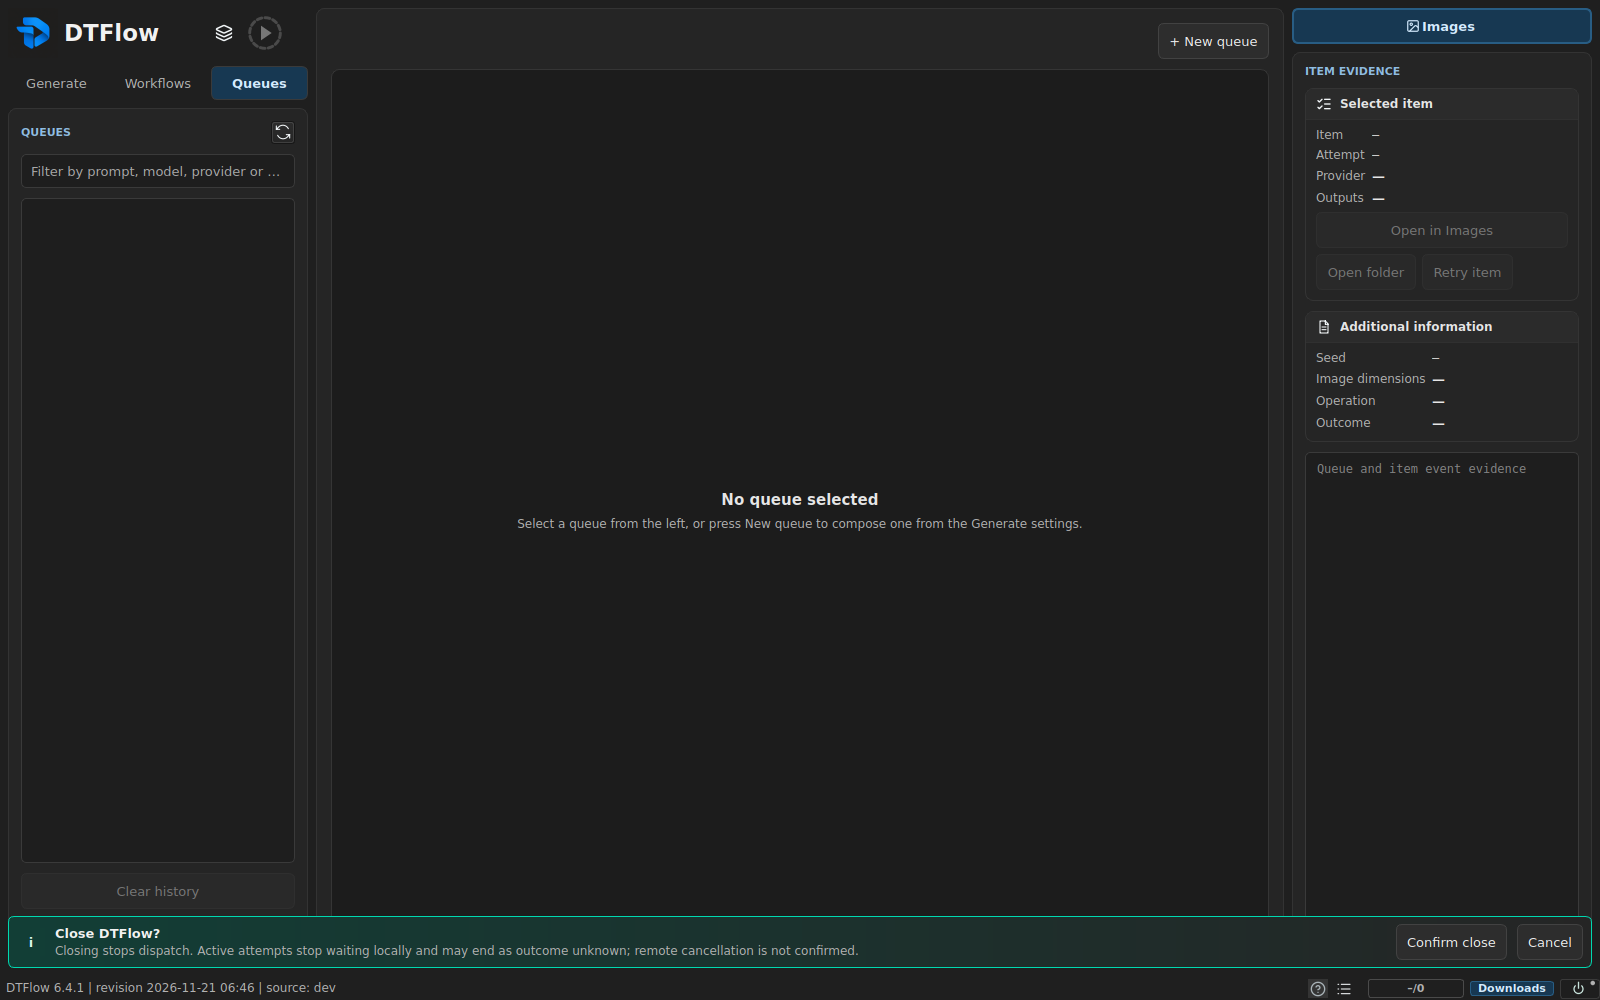 DTFlow
Generate
Workflows
Queues
QUEUES
Filter by prompt, model, provider or ...
Clear history
+ New queue
No queue selected
Select a queue from the left, or press New queue to compose one from the Generate settings.
Images
ITEM EVIDENCE
Selected item
Item –
Attempt –
Provider —
Outputs —
Open in Images
Open folder
Retry item
Additional information
Seed –
Image dimensions —
Operation —
Outcome —
Queue and item event evidence
i
Close DTFlow?
Closing stops dispatch. Active attempts stop waiting locally and may end as outcome unknown; remote cancellation is not confirmed.
Confirm close
Cancel
DTFlow 6.4.1 | revision 2026-11-21 06:46 | source: dev
–/0
Downloads